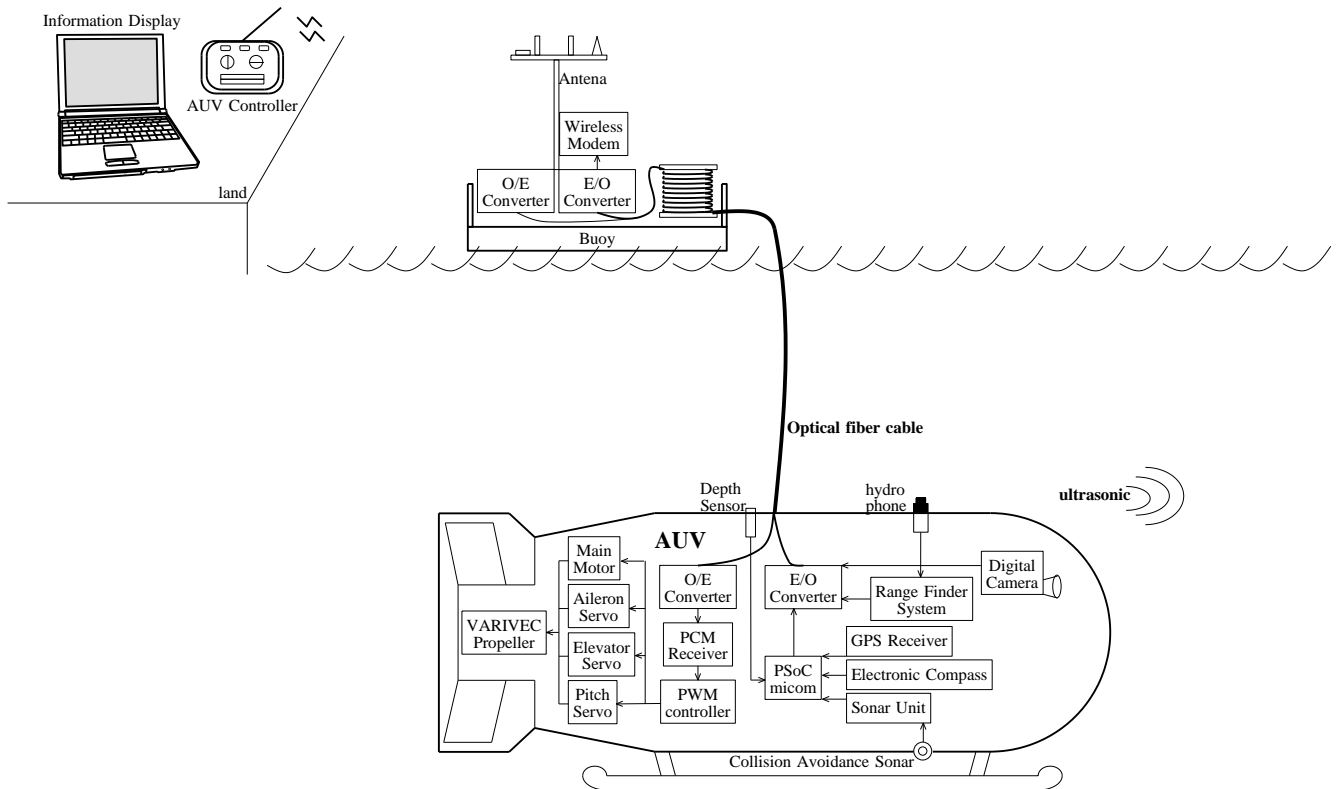 Information Display
AUV Controller
land
Antena
Wireless
Modem
O/E
Converter
E/O
Converter
Buoy
Optical fiber cable
ultrasonic
Depth
Sensor
hydro
phone
AUV
Main
Motor
Aileron
Servo
Elevator
Servo
Pitch
Servo
VARIVEC
Propeller
O/E
Converter
PCM
Receiver
PWM
controller
E/O
Converter
PSoC
micom
Digital
Camera
Range Finder
System
GPS Receiver
Electronic Compass
Sonar Unit
Collision Avoidance Sonar